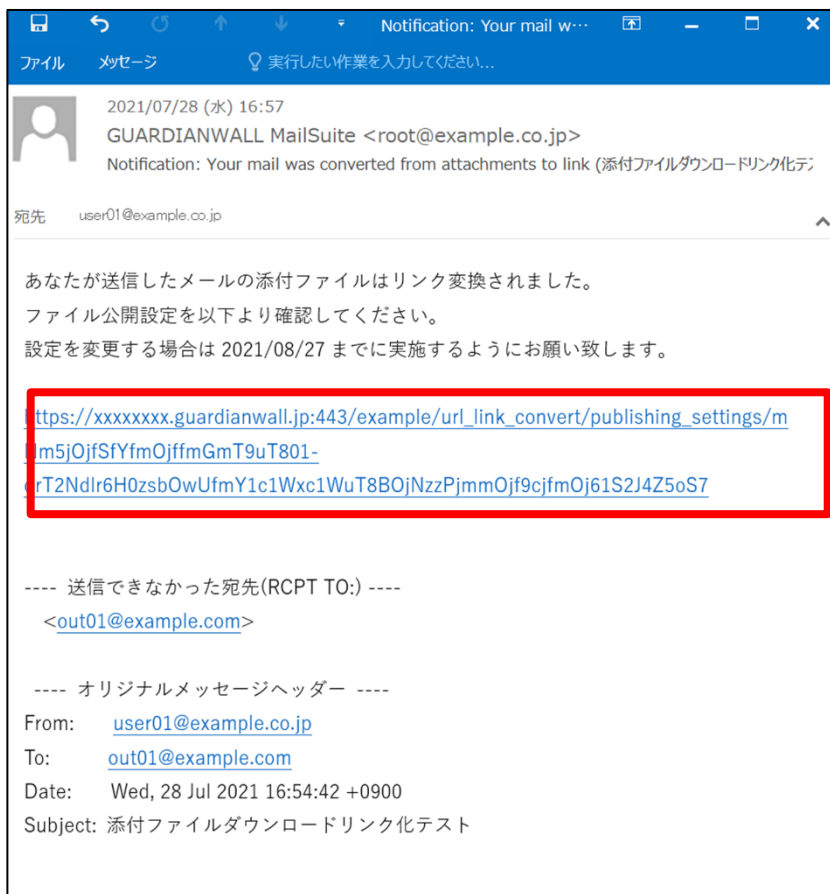 Notification: Your mail w…
ファイル メッセージ 実行したい作業を入力してください...
2021/07/28 (水) 16:57
GUARDIANWALL MailSuite <root@example.co.jp>
Notification: Your mail was converted from attachments to link (添付ファイルダウンロードリンク化テ
宛先 user01@example.co.jp
あなたが送信したメールの添付ファイルはリンク変換されました。
ファイル公開設定を以下より確認してください。
設定を変更する場合は 2021/08/27 までに実施するようにお願い致します。
https://xxxxxxxx.guardianwall.jp:443/example/url_link_convert/publishing_settings/m
m5jOjfSfYfmOjffmGmT9uT801-
rT2Ndlr6H0zsbOwUfmY1c1Wxc1WuT8BOjNzzPjmmOjf9cjfmOj61S2J4Z5oS7
---- 送信できなかった宛先(RCPT TO:) ----
<out01@example.com>
---- オリジナルメッセージヘッダー ----
From: user01@example.co.jp
To: out01@example.com
Date: Wed, 28 Jul 2021 16:54:42 +0900
Subject: 添付ファイルダウンロードリンク化テスト